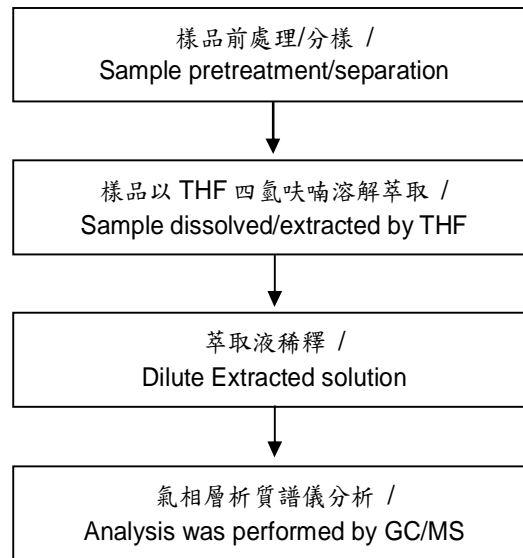 樣品前處理/分樣 /
Sample pretreatment/separation
樣品以 THF 四氫呋喃溶解萃取 /
Sample dissolved/extracted by THF
萃取液稀釋 /
Dilute Extracted solution
氣相層析質譜儀分析 /
Analysis was performed by GC/MS